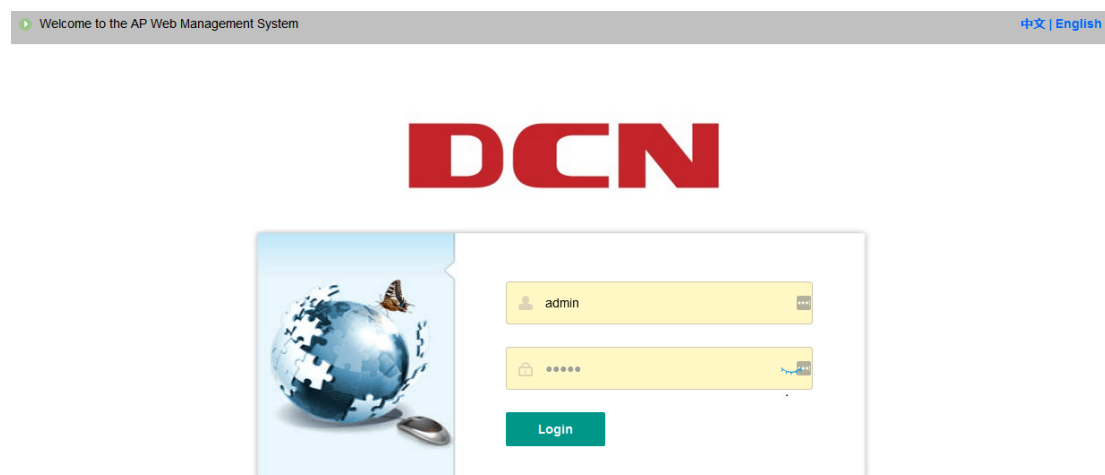 Welcome to the AP Web Management System
中文 | English
DCN
admin
•••••
Login